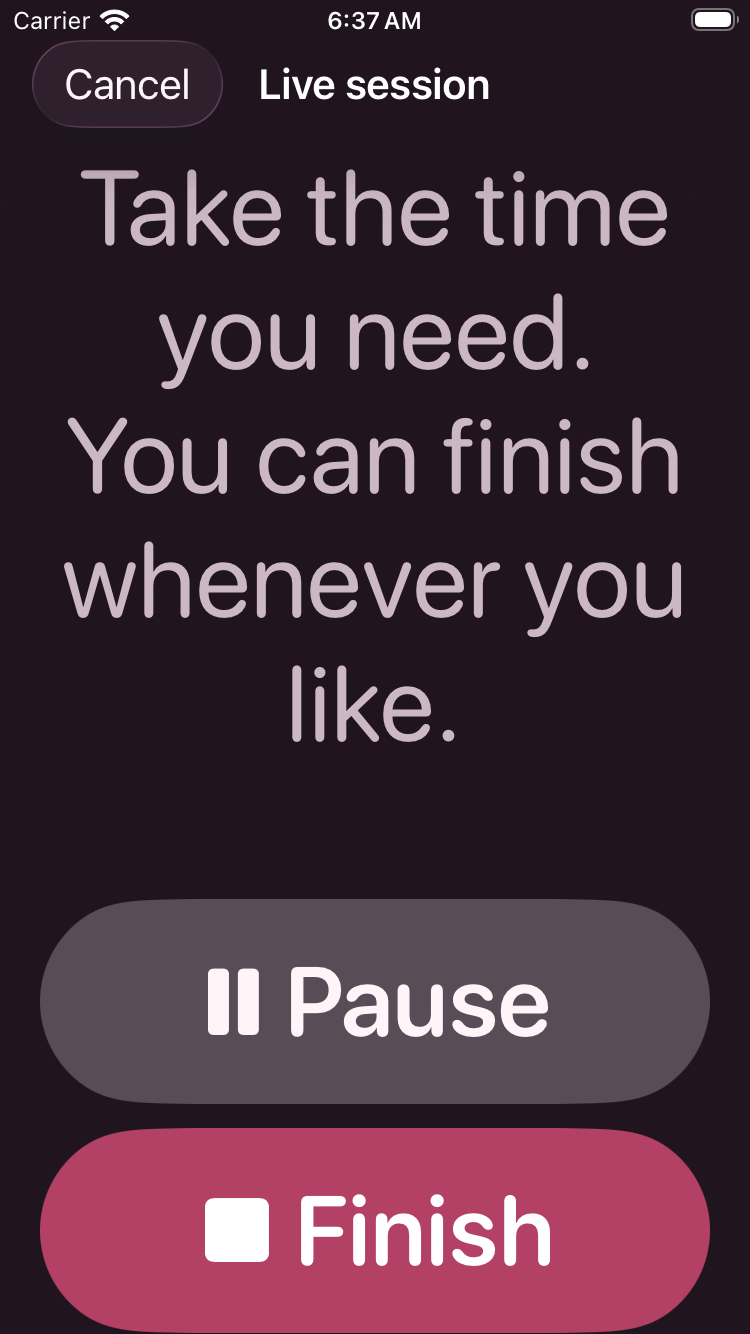 Carrier 6:37 AM
Cancel Live session
Take the time
you need.
You can finish
whenever you
like.
Pause
Finish